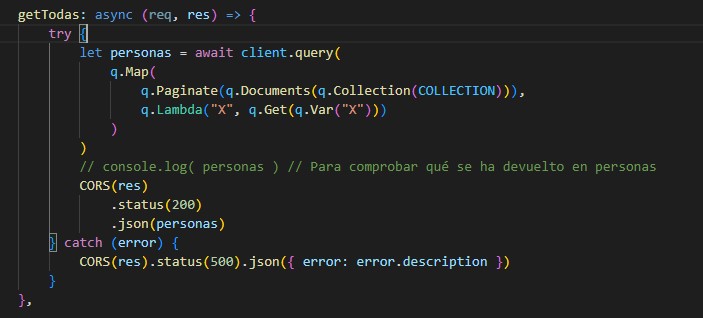 getTodas: async (req, res) => {
    try {
        let personas = await client.query(
            q.Map(
                q.Paginate(q.Documents(q.Collection(COLLECTION))),
                q.Lambda("X", q.Get(q.Var("X")))
            )
        )
        // console.log( personas ) // Para comprobar qué se ha devuelto en personas
        CORS(res)
            .status(200)
            .json(personas)
    } catch (error) {
        CORS(res).status(500).json({ error: error.description })
    }
},